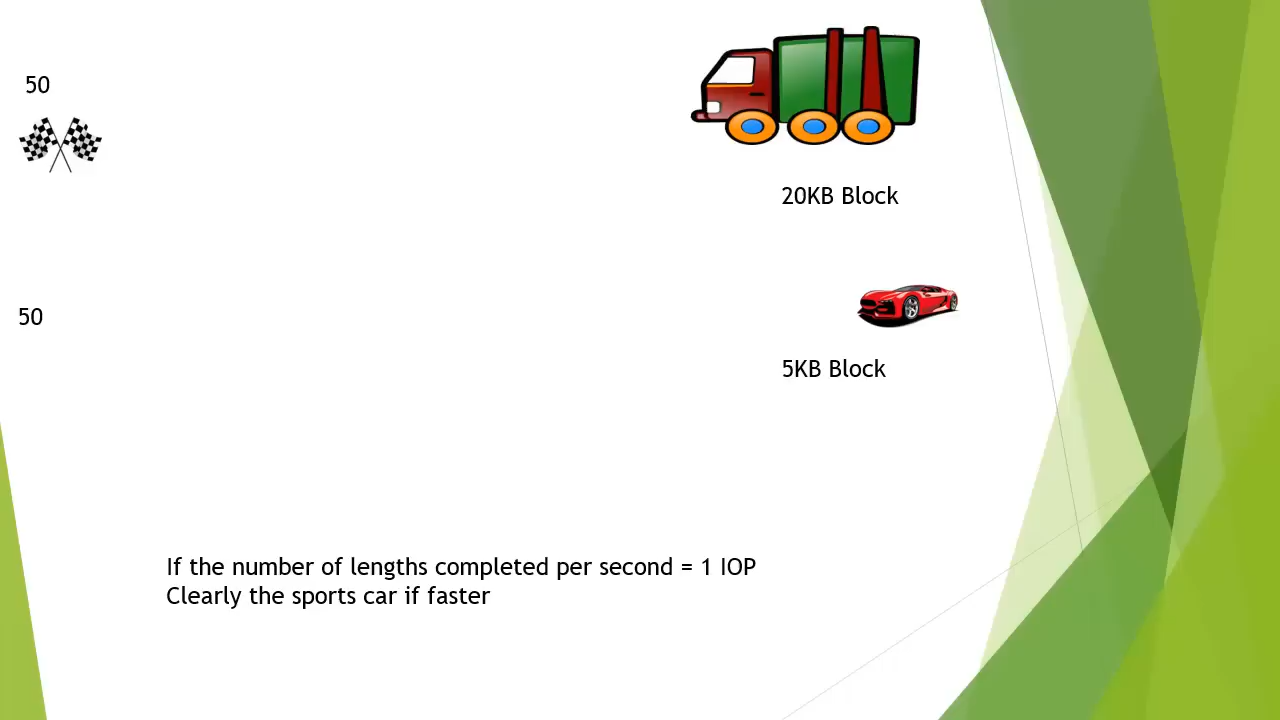 50
20KB Block
50
5KB Block
If the number of lengths completed per second = 1 IOP
Clearly the sports car if faster